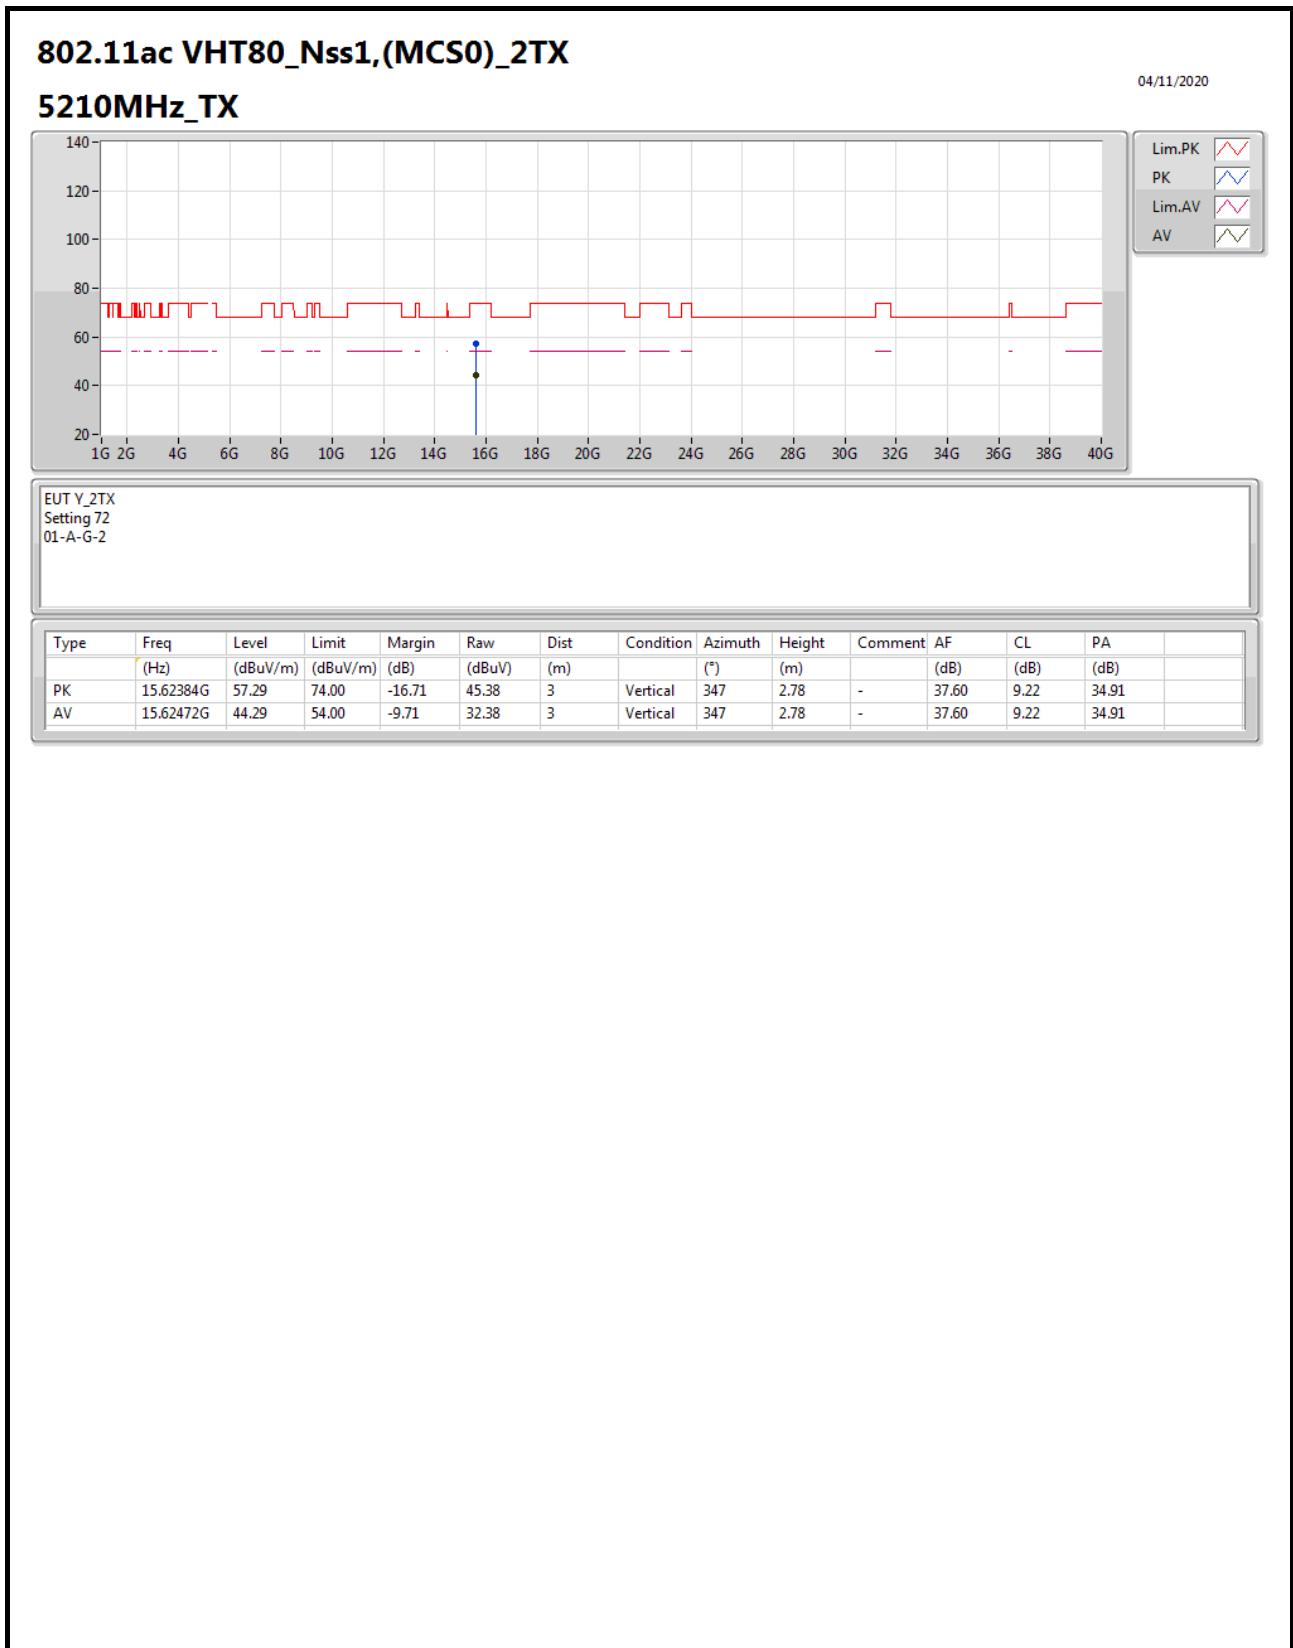 802.11ac VHT80_Nss1,(MCS0)_2TX
04/11/2020
5210MHz_TX
140
120
100
80
60
40
20
1G 2G 4G 6G 8G 10G 12G 14G 16G 18G 20G 22G 24G 26G 28G 30G 32G 34G 36G 38G 40G
Lim.PK
PK
Lim.AV
AV
EUT Y_2TX
Setting 72
01-A-G-2
Type Freq Level Limit Margin Raw Dist Condition Azimuth Height Comment AF CL PA
(Hz) (dBuV/m) (dBuV/m) (dB) (dBuV) (m) (°) (m) (dB) (dB) (dB)
PK 15.62384G 57.29 74.00 -16.71 45.38 3 Vertical 347 2.78 - 37.60 9.22 34.91
AV 15.62472G 44.29 54.00 -9.71 32.38 3 Vertical 347 2.78 - 37.60 9.22 34.91